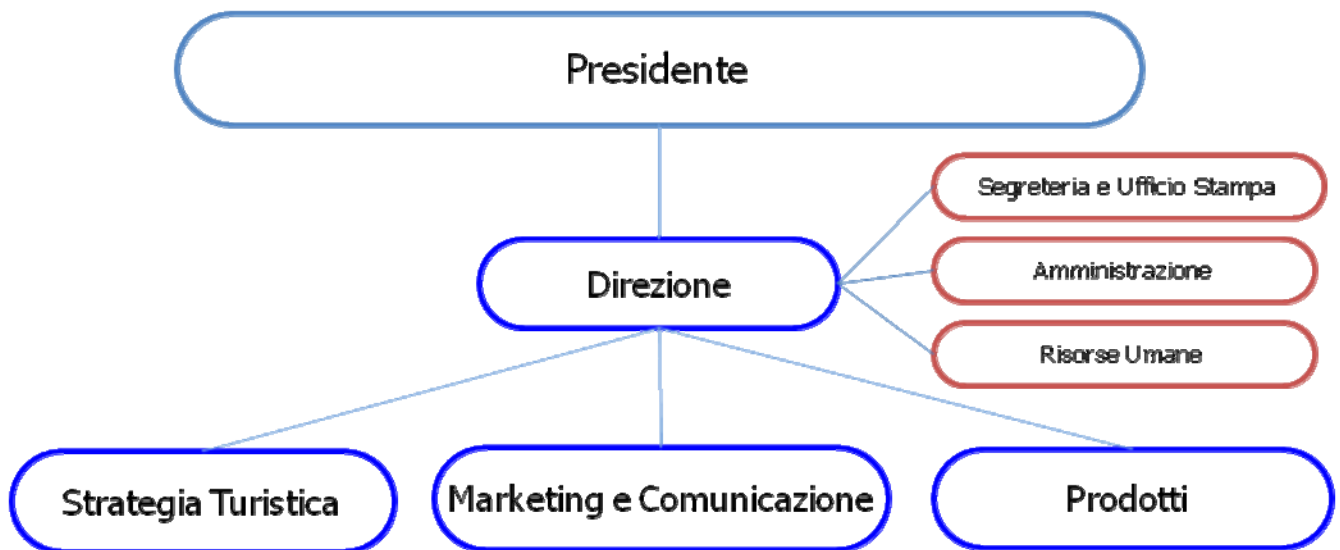 Presidente
Segreteria e Ufficio Stampa
Direzione
Amministrazione
Risorse Umane
Strategia Turistica
Marketing e Comunicazione
Prodotti